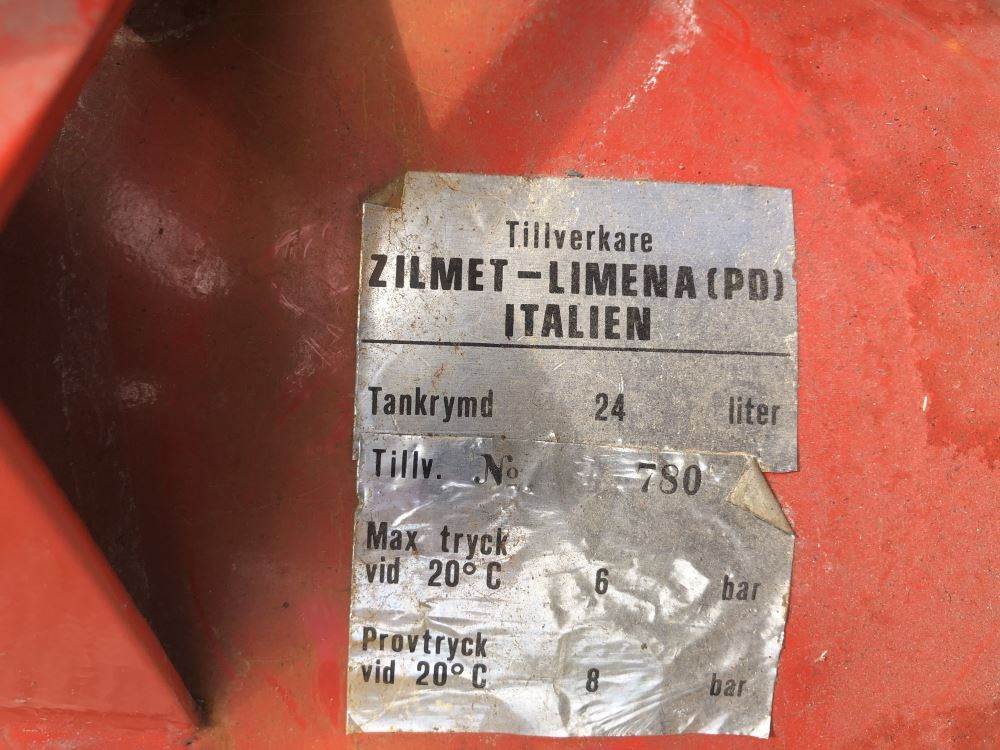 Tillverkare
ZILMET-LIMENA (PD)
ITALIEN
Tankrymd 24 liter
Tillv. No 780
Max tryck
vid 20° C 6 bar
Provtryck
vid 20° C 8 bar